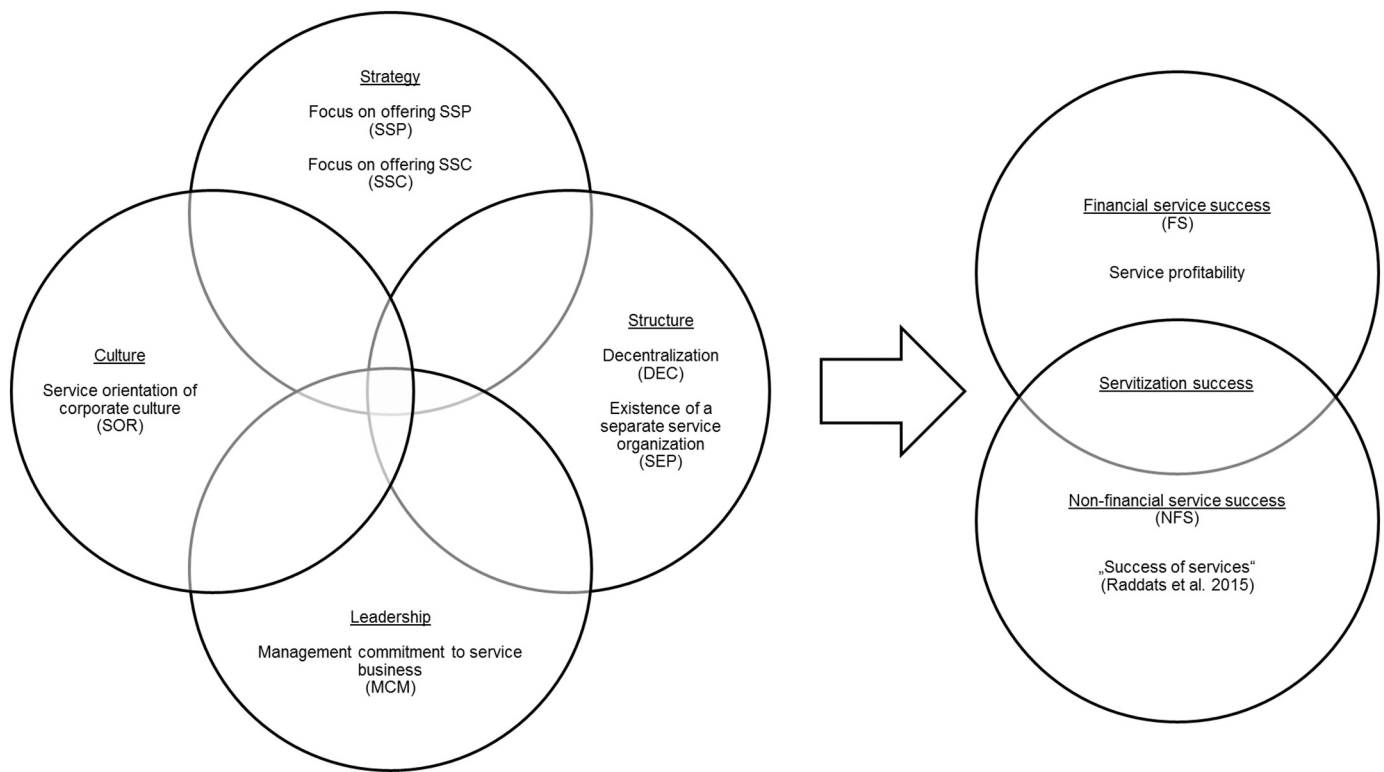 Strategy
Focus on offering SSP
(SSP)
Focus on offering SSC
(SSC)
Culture
Service orientation of
corporate culture
(SOR)
Structure
Decentralization
(DEC)
Existence of a
separate service
organization
(SEP)
Leadership
Management commitment to service
business
(MCM)
Financial service success
(FS)
Service profitability
Servitization success
Non-financial service success
(NFS)
„Success of services“
(Raddats et al. 2015)